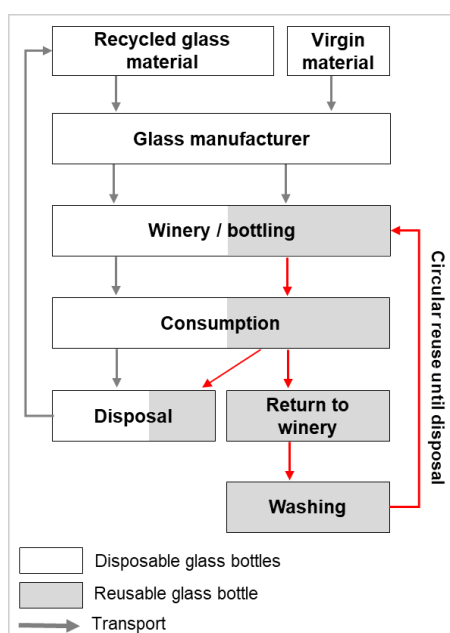 Recycled glass
material
Virgin
material
Glass manufacturer
Winery / bottling
Consumption
Disposal
Return to
winery
Washing
Circular reuse until disposal
Disposable glass bottles
Reusable glass bottle
Transport